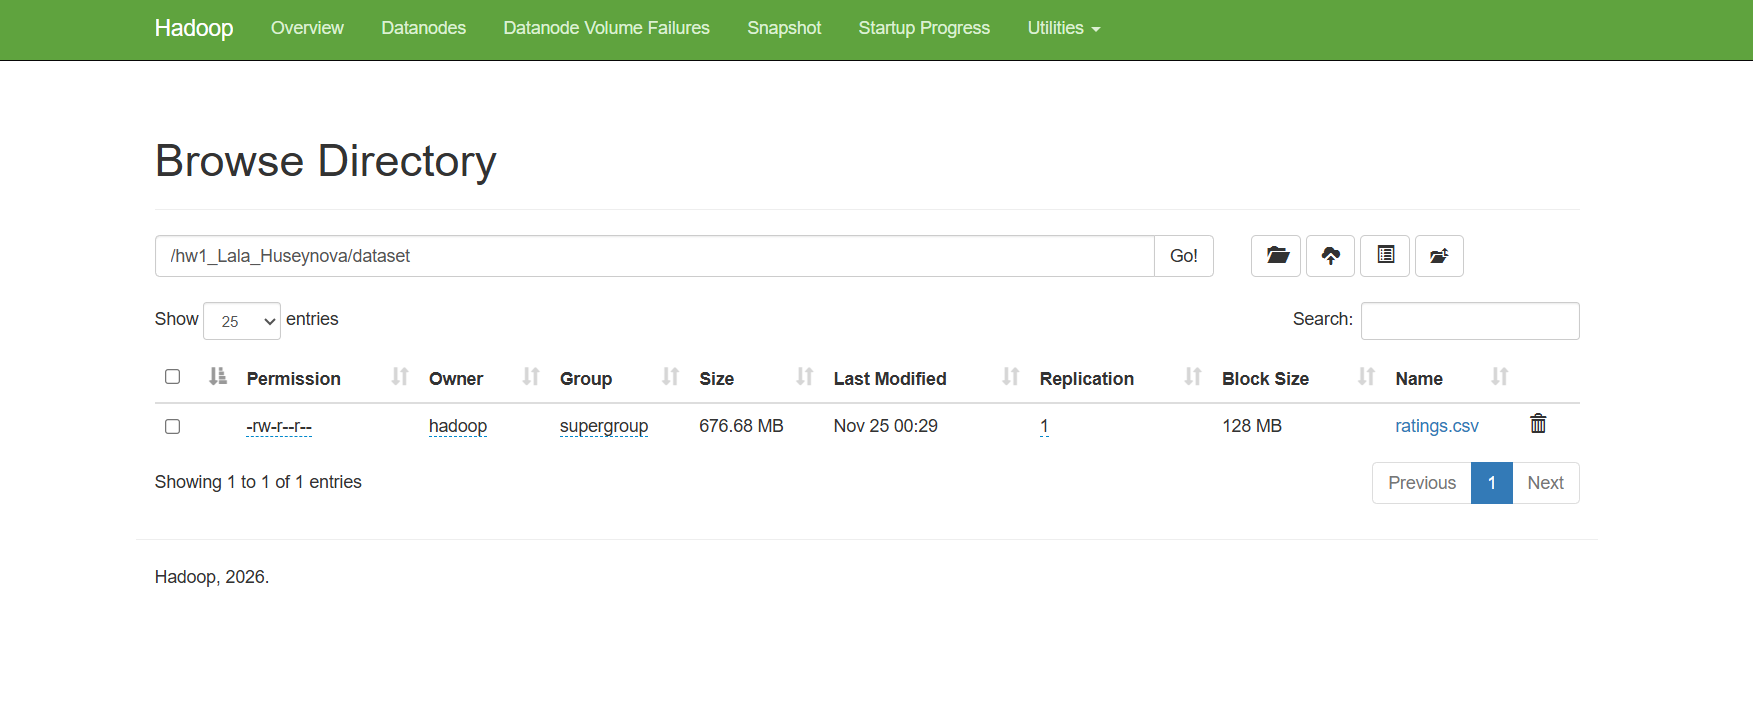 Hadoop Overview Datanodes Datanode Volume Failures Snapshot Startup Progress Utilities
Browse Directory
/hw1_Lala_Huseynova/dataset Go!
Show 25 entries Search:
Permission Owner Group Size Last Modified Replication Block Size Name
-rw-r--r-- hadoop supergroup 676.68 MB Nov 25 00:29 1 128 MB ratings.csv
Showing 1 to 1 of 1 entries Previous 1 Next
Hadoop, 2026.